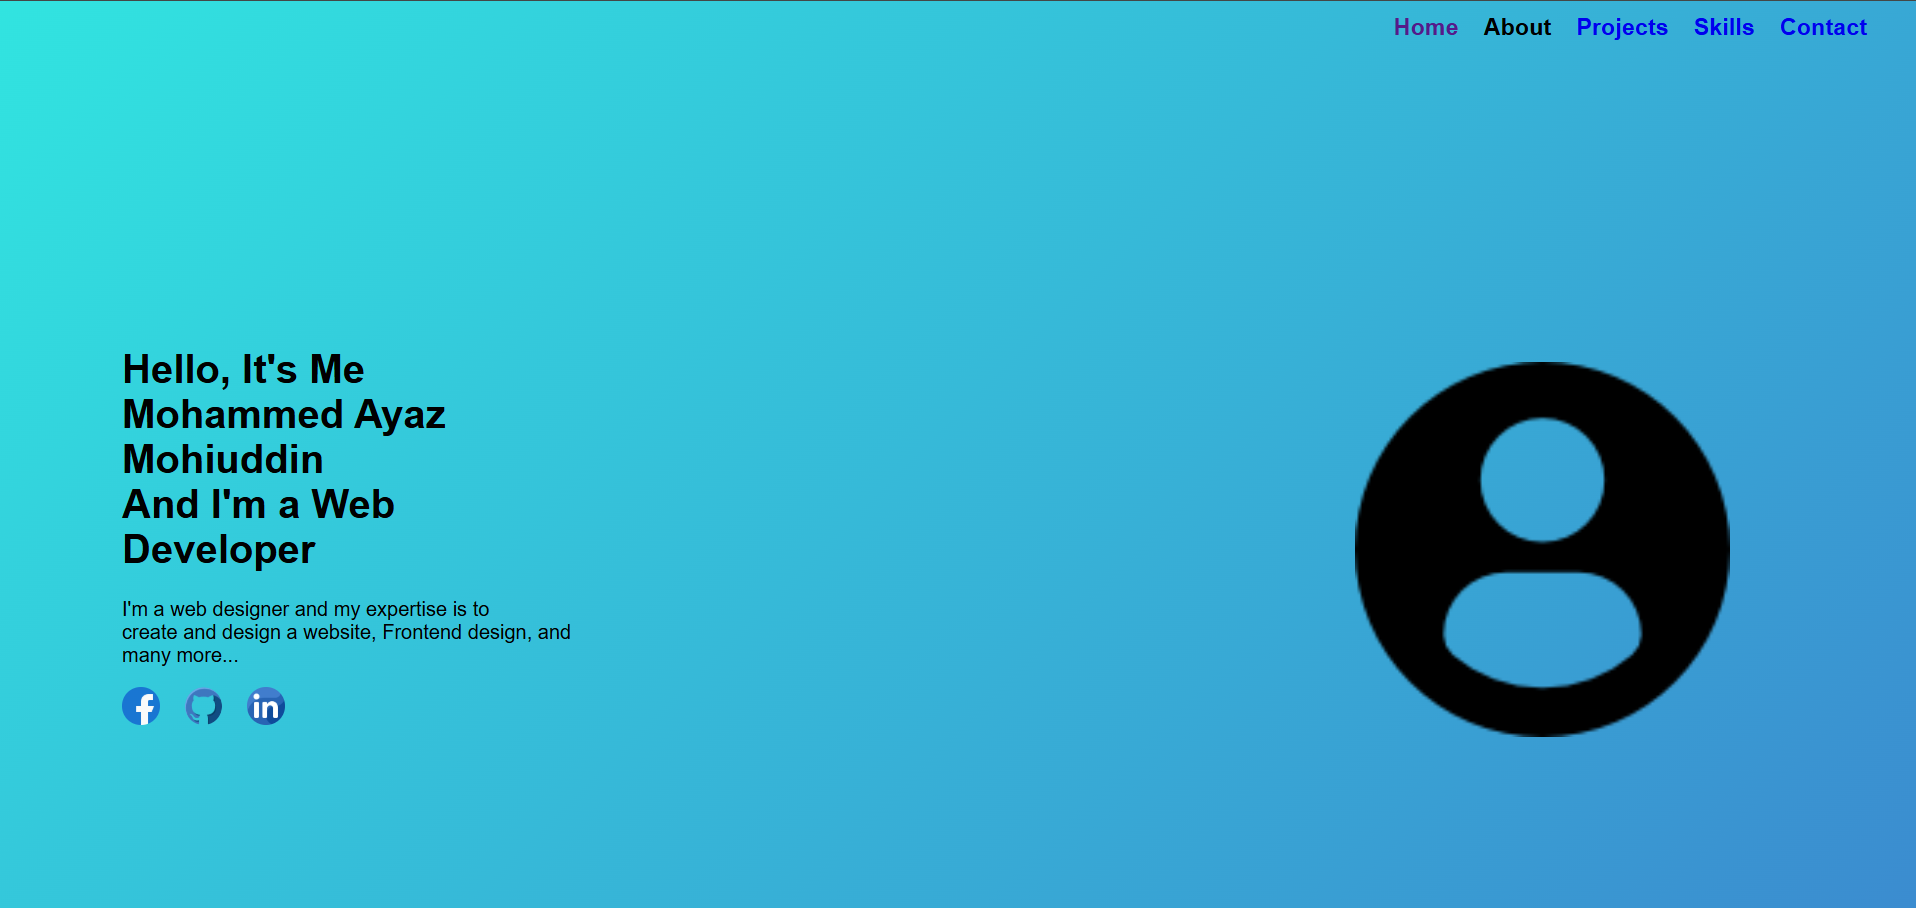 Home About Projects Skills Contact
Hello, It's Me
Mohammed Ayaz
Mohiuddin
And I'm a Web
Developer
I'm a web designer and my expertise is to
create and design a website, Frontend design, and
many more...
in